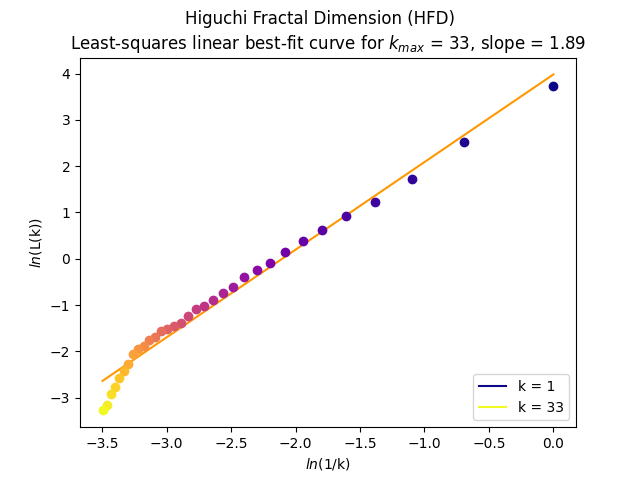 Higuchi Fractal Dimension (HFD)
Least-squares linear best-fit curve for kmax = 33, slope = 1.89
4
3
2
1
0
−1
−2
−3
ln(L(k))
−3.5 −3.0 −2.5 −2.0 −1.5 −1.0 −0.5 0.0
ln(1/k)
k = 1
k = 33